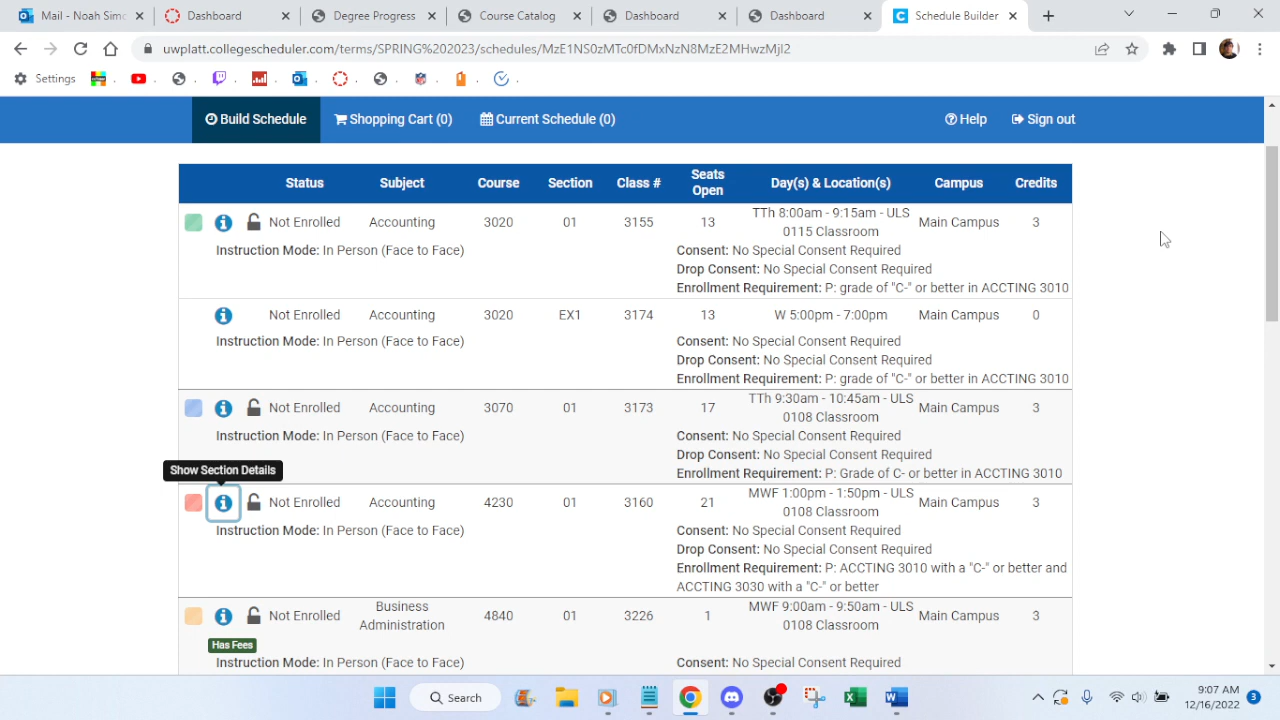 Mail - Noah Simo
Dashboard
Degree Progress
Course Catalog
Dashboard
Dashboard
Schedule Builder
uwplatt.collegescheduler.com/terms/SPRING%202023/schedules/MzE1NS0zMTc0fDMxNzN8MzE2MHwzMjI2
Settings
Build Schedule
Shopping Cart (0)
Current Schedule (0)
Help
Sign out
Status Subject Course Section Class # Seats Open Day(s) & Location(s) Campus Credits
Not Enrolled Accounting 3020 01 3155 13 TTh 8:00am - 9:15am - ULS 0115 Classroom Main Campus 3
Instruction Mode: In Person (Face to Face)
Consent: No Special Consent Required
Drop Consent: No Special Consent Required
Enrollment Requirement: P: grade of "C-" or better in ACCTING 3010
Not Enrolled Accounting 3020 EX1 3174 13 W 5:00pm - 7:00pm Main Campus 0
Instruction Mode: In Person (Face to Face)
Consent: No Special Consent Required
Drop Consent: No Special Consent Required
Enrollment Requirement: P: grade of "C-" or better in ACCTING 3010
Not Enrolled Accounting 3070 01 3173 17 TTh 9:30am - 10:45am - ULS 0108 Classroom Main Campus 3
Instruction Mode: In Person (Face to Face)
Consent: No Special Consent Required
Drop Consent: No Special Consent Required
Enrollment Requirement: P: Grade of C- or better in ACCTING 3010
Show Section Details
Not Enrolled Accounting 4230 01 3160 21 MWF 1:00pm - 1:50pm - ULS 0108 Classroom Main Campus 3
Instruction Mode: In Person (Face to Face)
Consent: No Special Consent Required
Drop Consent: No Special Consent Required
Enrollment Requirement: P: ACCTING 3010 with a "C-" or better and
ACCTING 3030 with a "C-" or better
Not Enrolled Business Administration 4840 01 3226 1 MWF 9:00am - 9:50am - ULS 0108 Classroom Main Campus 3
Has Fees
Instruction Mode: In Person (Face to Face)
Consent: No Special Consent Required
Search
9:07 AM
12/16/2022
3